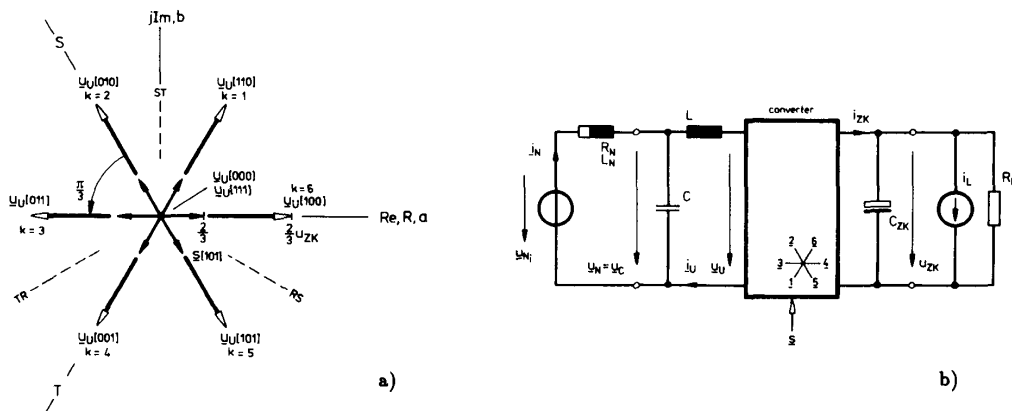 jIm, b
S
u_U[010]
k = 2
u_U[110]
k = 1
ST
π/3
u_U[000]
u_U[111]
u_U[011]
k = 3
k = 6
u_U[100]
Re, R, a
2/3
2/3 u_ZK
s[101]
TR
RS
u_U[001]
k = 4
u_U[101]
k = 5
T
a)
converter
i_N
R_N
L_N
L
i_ZK
u_Ni
C
u_N = u_C
i_U
u_U
2 6
3 4
1 5
C_ZK
u_ZK
i_L
s
b)